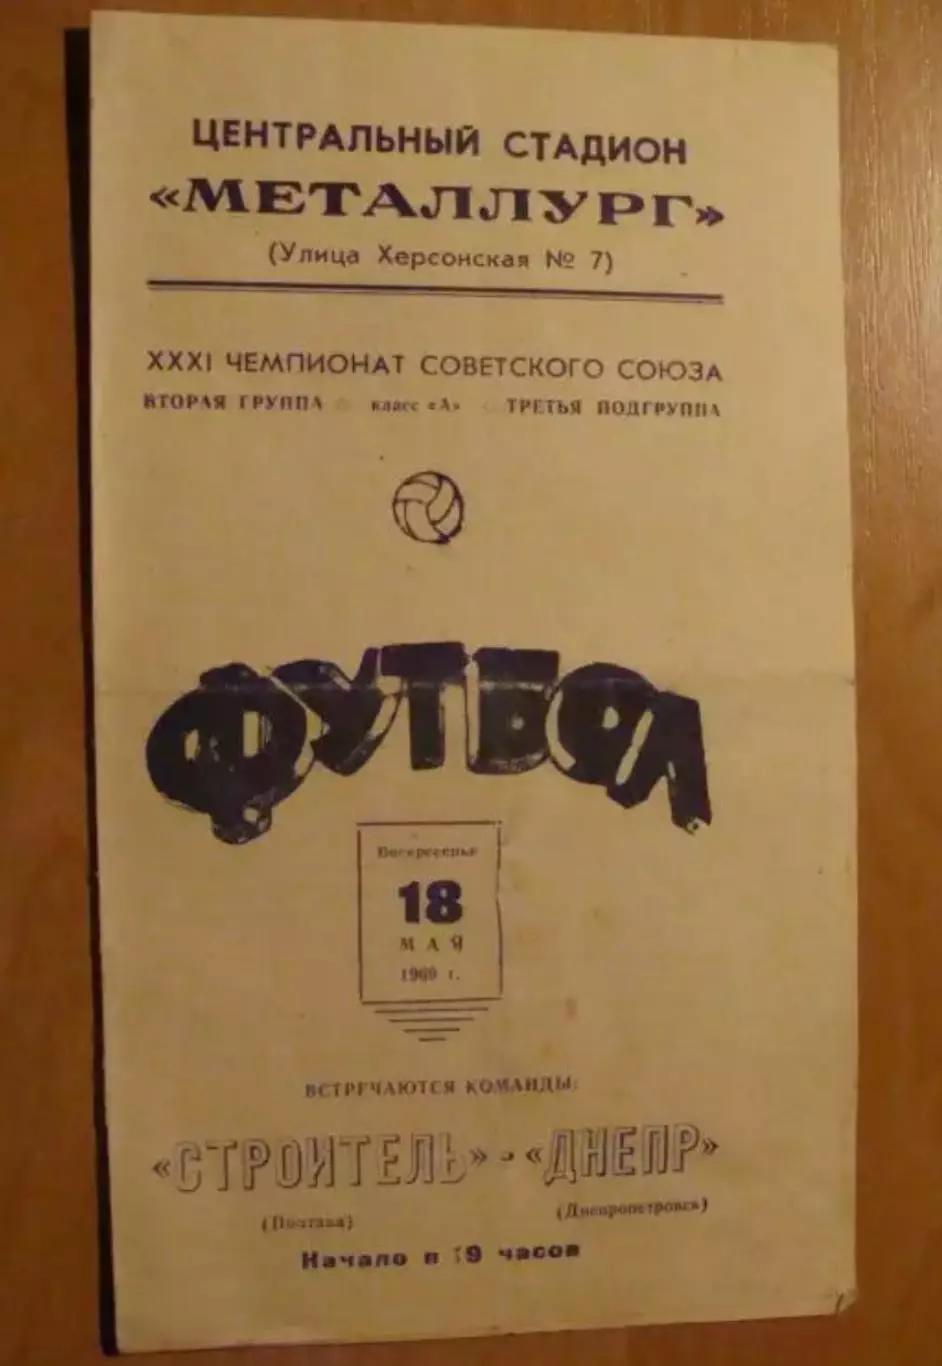 ЦЕНТРАЛЬНЫЙ СТАДИОН
«МЕТАЛЛУРГ»
(Улица Херсонская № 7)
XXXI ЧЕМПИОНАТ СОВЕТСКОГО СОЮЗА
ВТОРАЯ ГРУППА класс «А» ТРЕТЬЯ ПОДГРУППА
ФУТБОЛ
Воскресенье
18
МАЯ
1969 г.
ВСТРЕЧАЮТСЯ КОМАНДЫ:
«СТРОИТЕЛЬ» - «ДНЕПР»
(Полтава) (Днепропетровск)
Начало в 19 часов